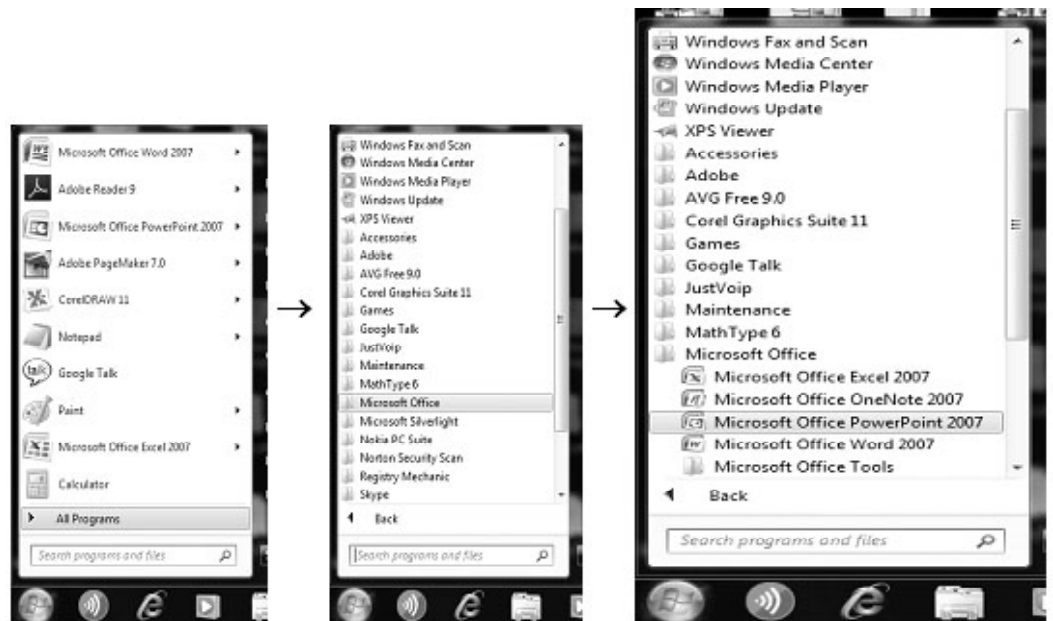 Microsoft Office Word 2007
Adobe Reader 9
Microsoft Office PowerPoint 2007
Adobe PageMaker 7.0
CorelDRAW 11
Notepad
talk
Google Talk
Paint
Microsoft Office Excel 2007
Calculator
All Programs
Search programs and files
Windows Fax and Scan
Windows Media Center
Windows Media Player
Windows Update
XPS Viewer
Accessories
Adobe
AVG Free 9.0
Corel Graphics Suite 11
Games
Google Talk
JustVoip
Maintenance
MathType 6
Microsoft Office
Microsoft Silverlight
Nokia PC Suite
Norton Security Scan
Registry Mechanic
Skype
Back
Search programs and files
Windows Fax and Scan
Windows Media Center
Windows Media Player
Windows Update
XPS Viewer
Accessories
Adobe
AVG Free 9.0
Corel Graphics Suite 11
Games
Google Talk
JustVoip
Maintenance
MathType 6
Microsoft Office
Microsoft Office Excel 2007
Microsoft Office OneNote 2007
Microsoft Office PowerPoint 2007
Microsoft Office Word 2007
Microsoft Office Tools
Back
Search programs and files